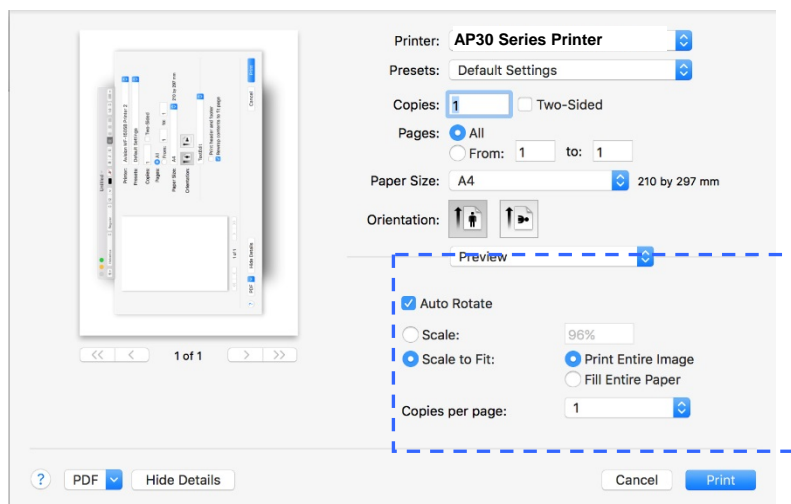 Printer: AP30 Series Printer
Presets: Default Settings
Copies: 1 Two-Sided
Pages: All
From: 1 to: 1
Paper Size: A4 210 by 297 mm
Orientation:
Preview
Auto Rotate
Scale: 96%
Scale to Fit: Print Entire Image
Fill Entire Paper
Copies per page: 1
<< < 1 of 1 > >>
? PDF Hide Details Cancel Print